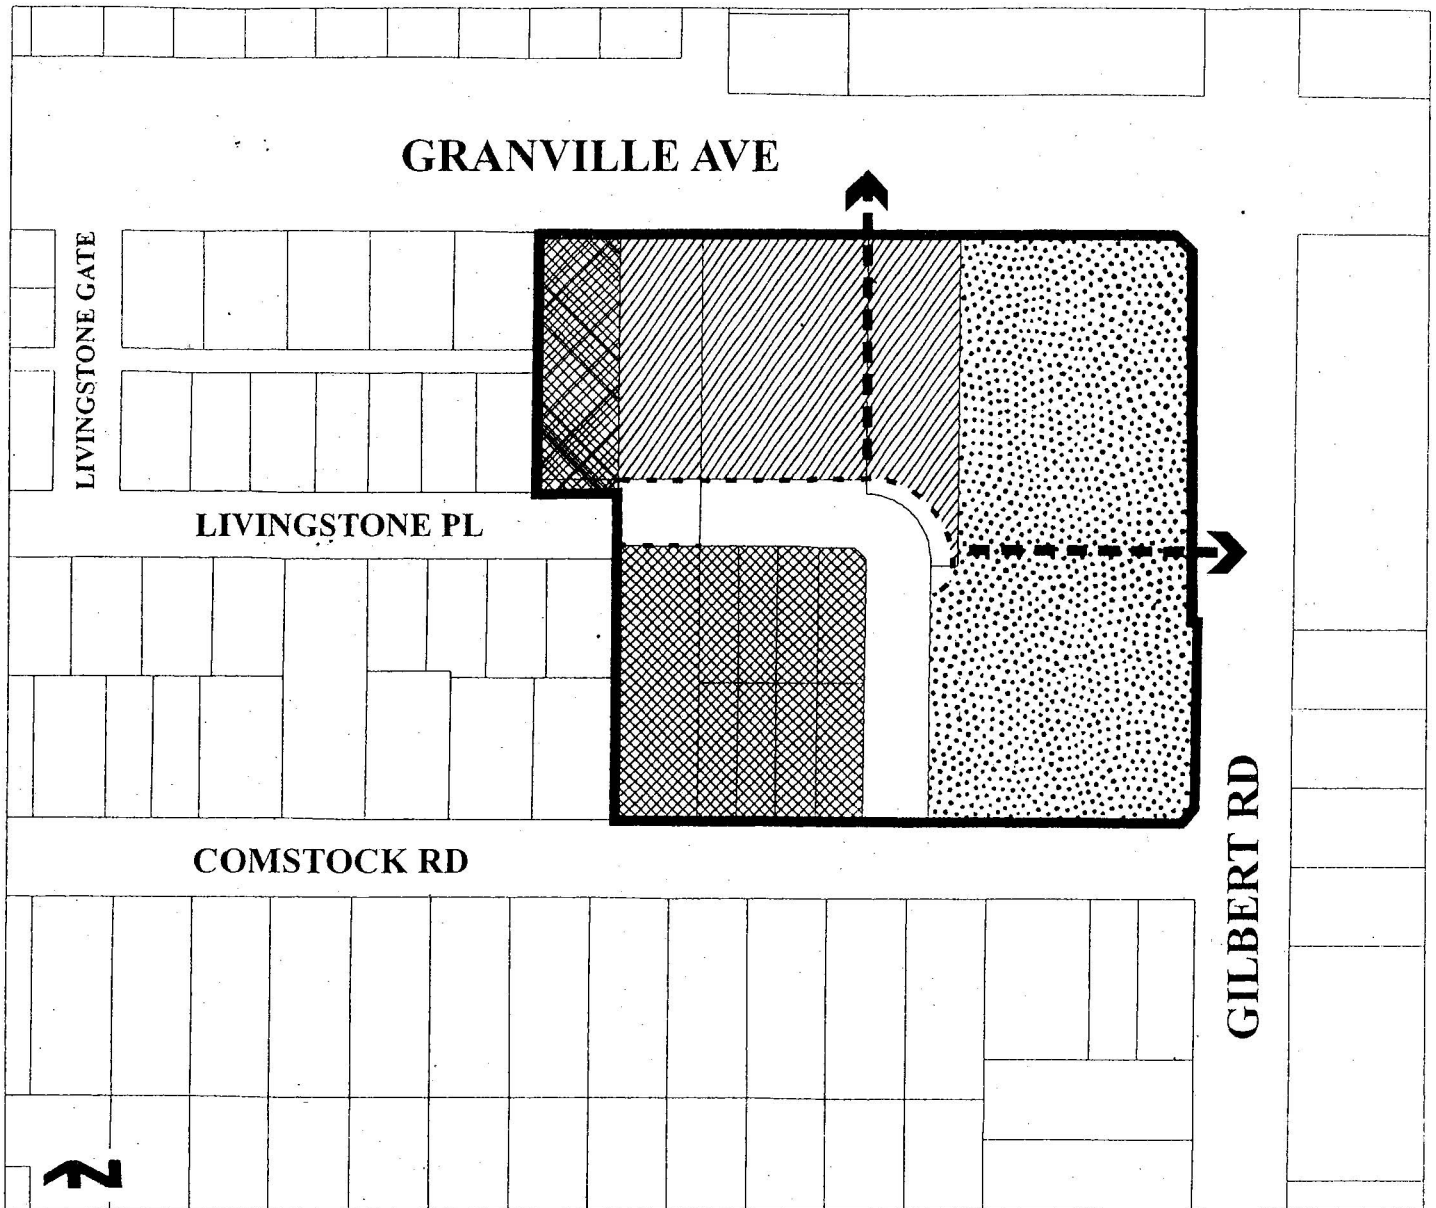 GRANVILLE AVE
LIVINGSTONE GATE
LIVINGSTONE PL
COMSTOCK RD
GILBERT RD
N